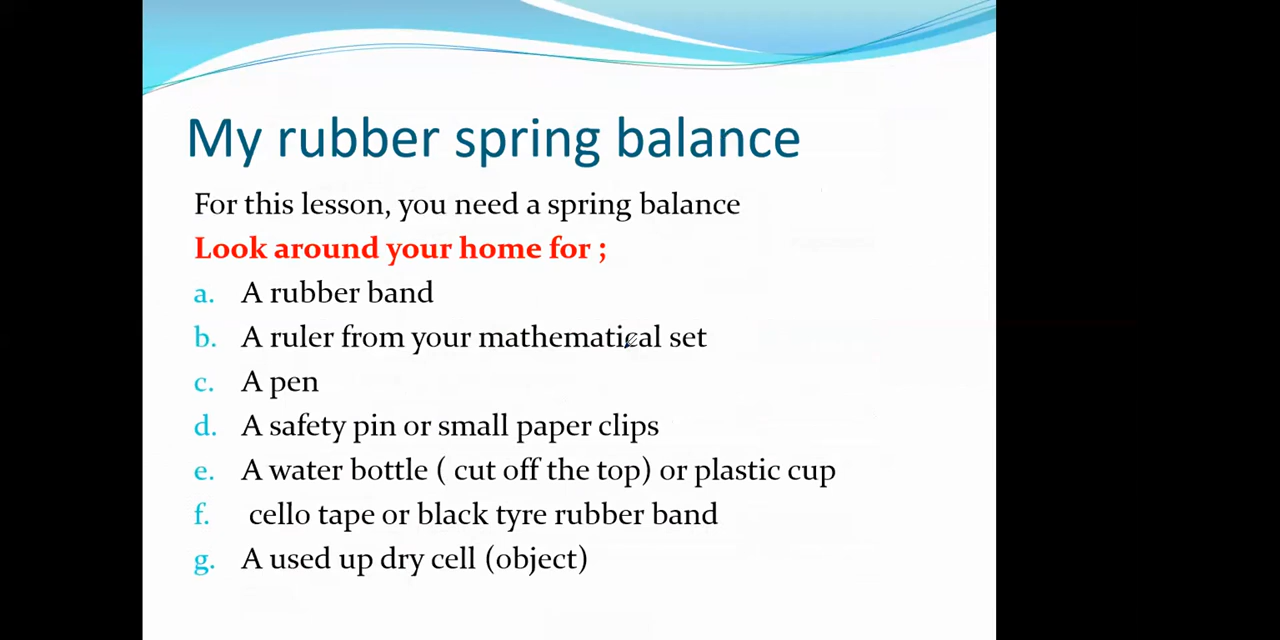 My rubber spring balance
For this lesson, you need a spring balance
Look around your home for ;
a. A rubber band
b. A ruler from your mathematical set
c. A pen
d. A safety pin or small paper clips
e. A water bottle ( cut off the top) or plastic cup
f. cello tape or black tyre rubber band
g. A used up dry cell (object)